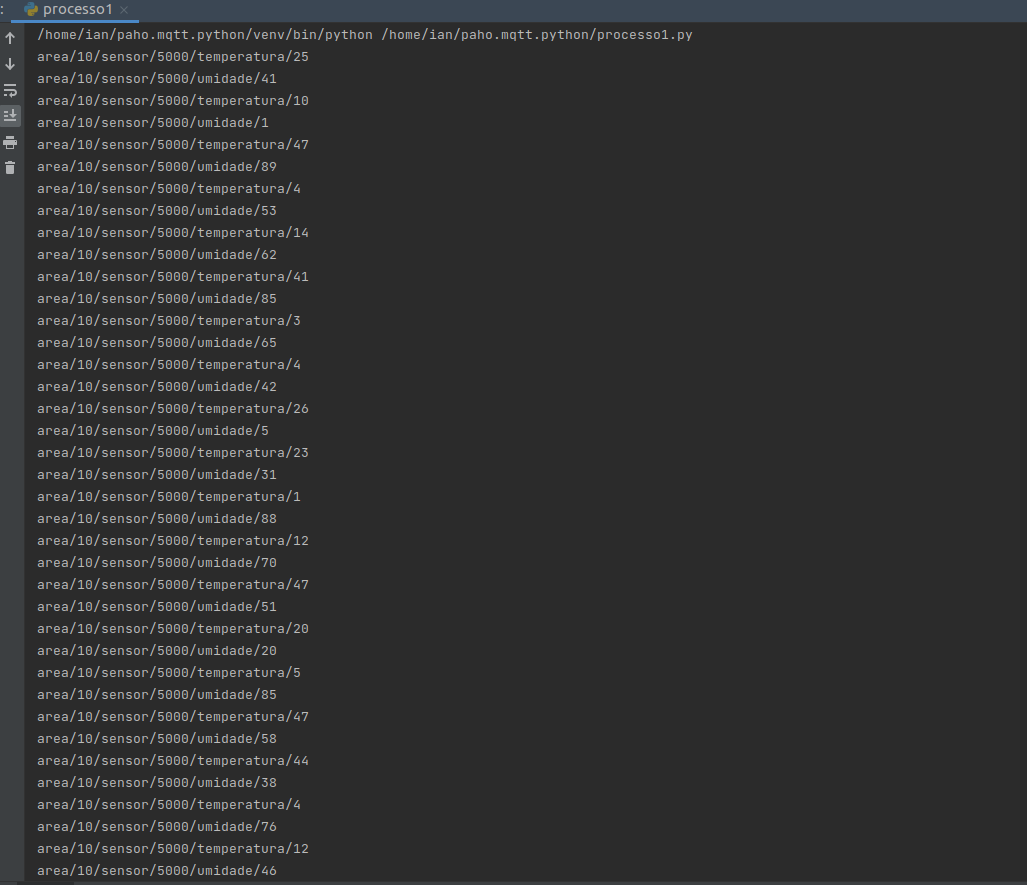 : processo1 ×
/home/ian/paho.mqtt.python/venv/bin/python /home/ian/paho.mqtt.python/processo1.py
area/10/sensor/5000/temperatura/25
area/10/sensor/5000/umidade/41
area/10/sensor/5000/temperatura/10
area/10/sensor/5000/umidade/1
area/10/sensor/5000/temperatura/47
area/10/sensor/5000/umidade/89
area/10/sensor/5000/temperatura/4
area/10/sensor/5000/umidade/53
area/10/sensor/5000/temperatura/14
area/10/sensor/5000/umidade/62
area/10/sensor/5000/temperatura/41
area/10/sensor/5000/umidade/85
area/10/sensor/5000/temperatura/3
area/10/sensor/5000/umidade/65
area/10/sensor/5000/temperatura/4
area/10/sensor/5000/umidade/42
area/10/sensor/5000/temperatura/26
area/10/sensor/5000/umidade/5
area/10/sensor/5000/temperatura/23
area/10/sensor/5000/umidade/31
area/10/sensor/5000/temperatura/1
area/10/sensor/5000/umidade/88
area/10/sensor/5000/temperatura/12
area/10/sensor/5000/umidade/70
area/10/sensor/5000/temperatura/47
area/10/sensor/5000/umidade/51
area/10/sensor/5000/temperatura/20
area/10/sensor/5000/umidade/20
area/10/sensor/5000/temperatura/5
area/10/sensor/5000/umidade/85
area/10/sensor/5000/temperatura/47
area/10/sensor/5000/umidade/58
area/10/sensor/5000/temperatura/44
area/10/sensor/5000/umidade/38
area/10/sensor/5000/temperatura/4
area/10/sensor/5000/umidade/76
area/10/sensor/5000/temperatura/12
area/10/sensor/5000/umidade/46